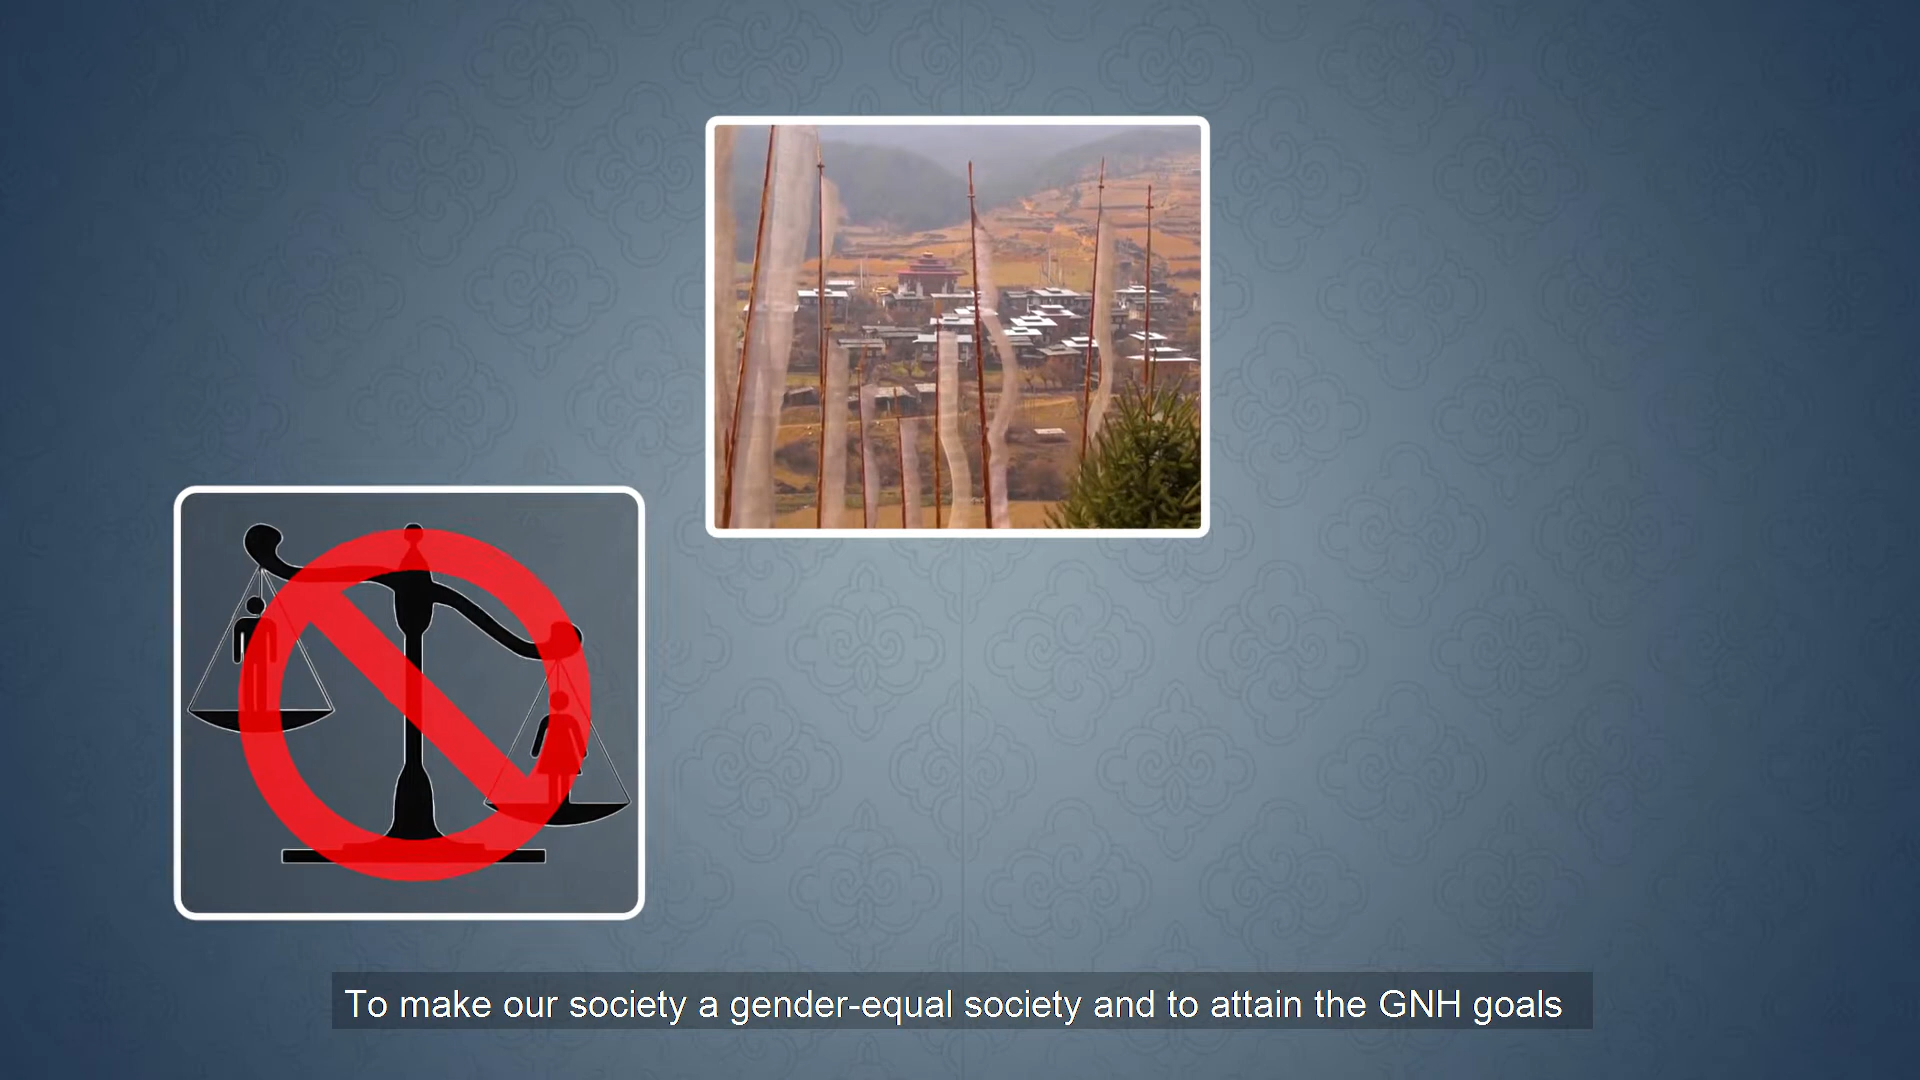 To make our society a gender-equal society and to attain the GNH goals